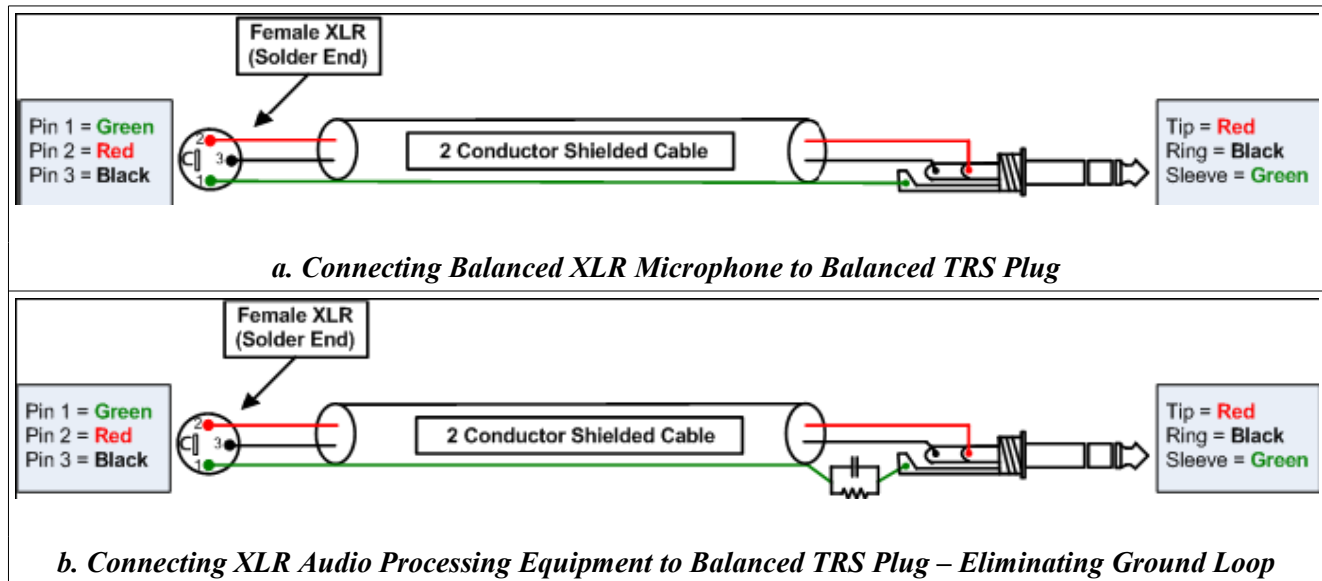 Female XLR
(Solder End)
Pin 1 = Green
Pin 2 = Red
Pin 3 = Black
2
3
1
2 Conductor Shielded Cable
Tip = Red
Ring = Black
Sleeve = Green
a. Connecting Balanced XLR Microphone to Balanced TRS Plug
Female XLR
(Solder End)
Pin 1 = Green
Pin 2 = Red
Pin 3 = Black
2
3
1
2 Conductor Shielded Cable
Tip = Red
Ring = Black
Sleeve = Green
b. Connecting XLR Audio Processing Equipment to Balanced TRS Plug – Eliminating Ground Loop